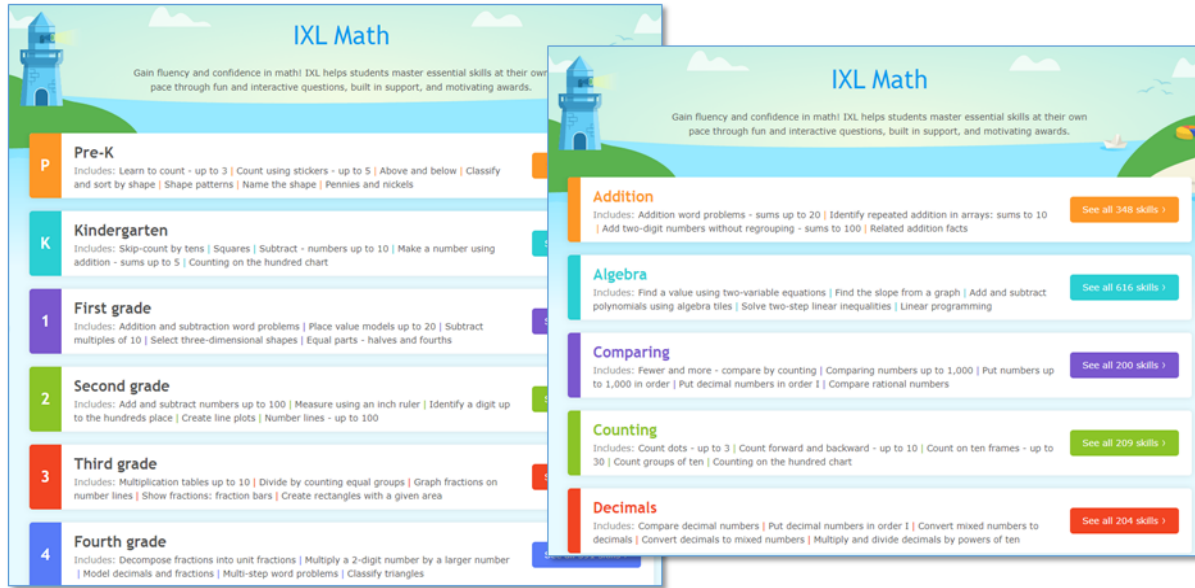 IXL Math
Gain fluency and confidence in math! IXL helps students master essential skills at their own
pace through fun and interactive questions, built in support, and motivating awards.
P
Pre-K
Includes: Learn to count - up to 3 | Count using stickers - up to 5 | Above and below | Classify
and sort by shape | Shape patterns | Name the shape | Pennies and nickels
K
Kindergarten
Includes: Skip-count by tens | Squares | Subtract - numbers up to 10 | Make a number using
addition - sums up to 5 | Counting on the hundred chart
1
First grade
Includes: Addition and subtraction word problems | Place value models up to 20 | Subtract
multiples of 10 | Select three-dimensional shapes | Equal parts - halves and fourths
2
Second grade
Includes: Add and subtract numbers up to 100 | Measure using an inch ruler | Identify a digit up
to the hundreds place | Create line plots | Number lines - up to 100
3
Third grade
Includes: Multiplication tables up to 10 | Divide by counting equal groups | Graph fractions on
number lines | Show fractions: fraction bars | Create rectangles with a given area
4
Fourth grade
Includes: Decompose fractions into unit fractions | Multiply a 2-digit number by a larger number
| Model decimals and fractions | Multi-step word problems | Classify triangles
IXL Math
Gain fluency and confidence in math! IXL helps students master essential skills at their own
pace through fun and interactive questions, built in support, and motivating awards.
Addition
Includes: Addition word problems - sums up to 20 | Identify repeated addition in arrays: sums to 10
| Add two-digit numbers without regrouping - sums to 100 | Related addition facts
See all 348 skills ›
Algebra
Includes: Find a value using two-variable equations | Find the slope from a graph | Add and subtract
polynomials using algebra tiles | Solve two-step linear inequalities | Linear programming
See all 616 skills ›
Comparing
Includes: Fewer and more - compare by counting | Comparing numbers up to 1,000 | Put numbers up
to 1,000 in order | Put decimal numbers in order I | Compare rational numbers
See all 200 skills ›
Counting
Includes: Count dots - up to 3 | Count forward and backward - up to 10 | Count on ten frames - up to
30 | Count groups of ten | Counting on the hundred chart
See all 209 skills ›
Decimals
Includes: Compare decimal numbers | Put decimal numbers in order I | Convert mixed numbers to
decimals | Convert decimals to mixed numbers | Multiply and divide decimals by powers of ten
See all 204 skills ›